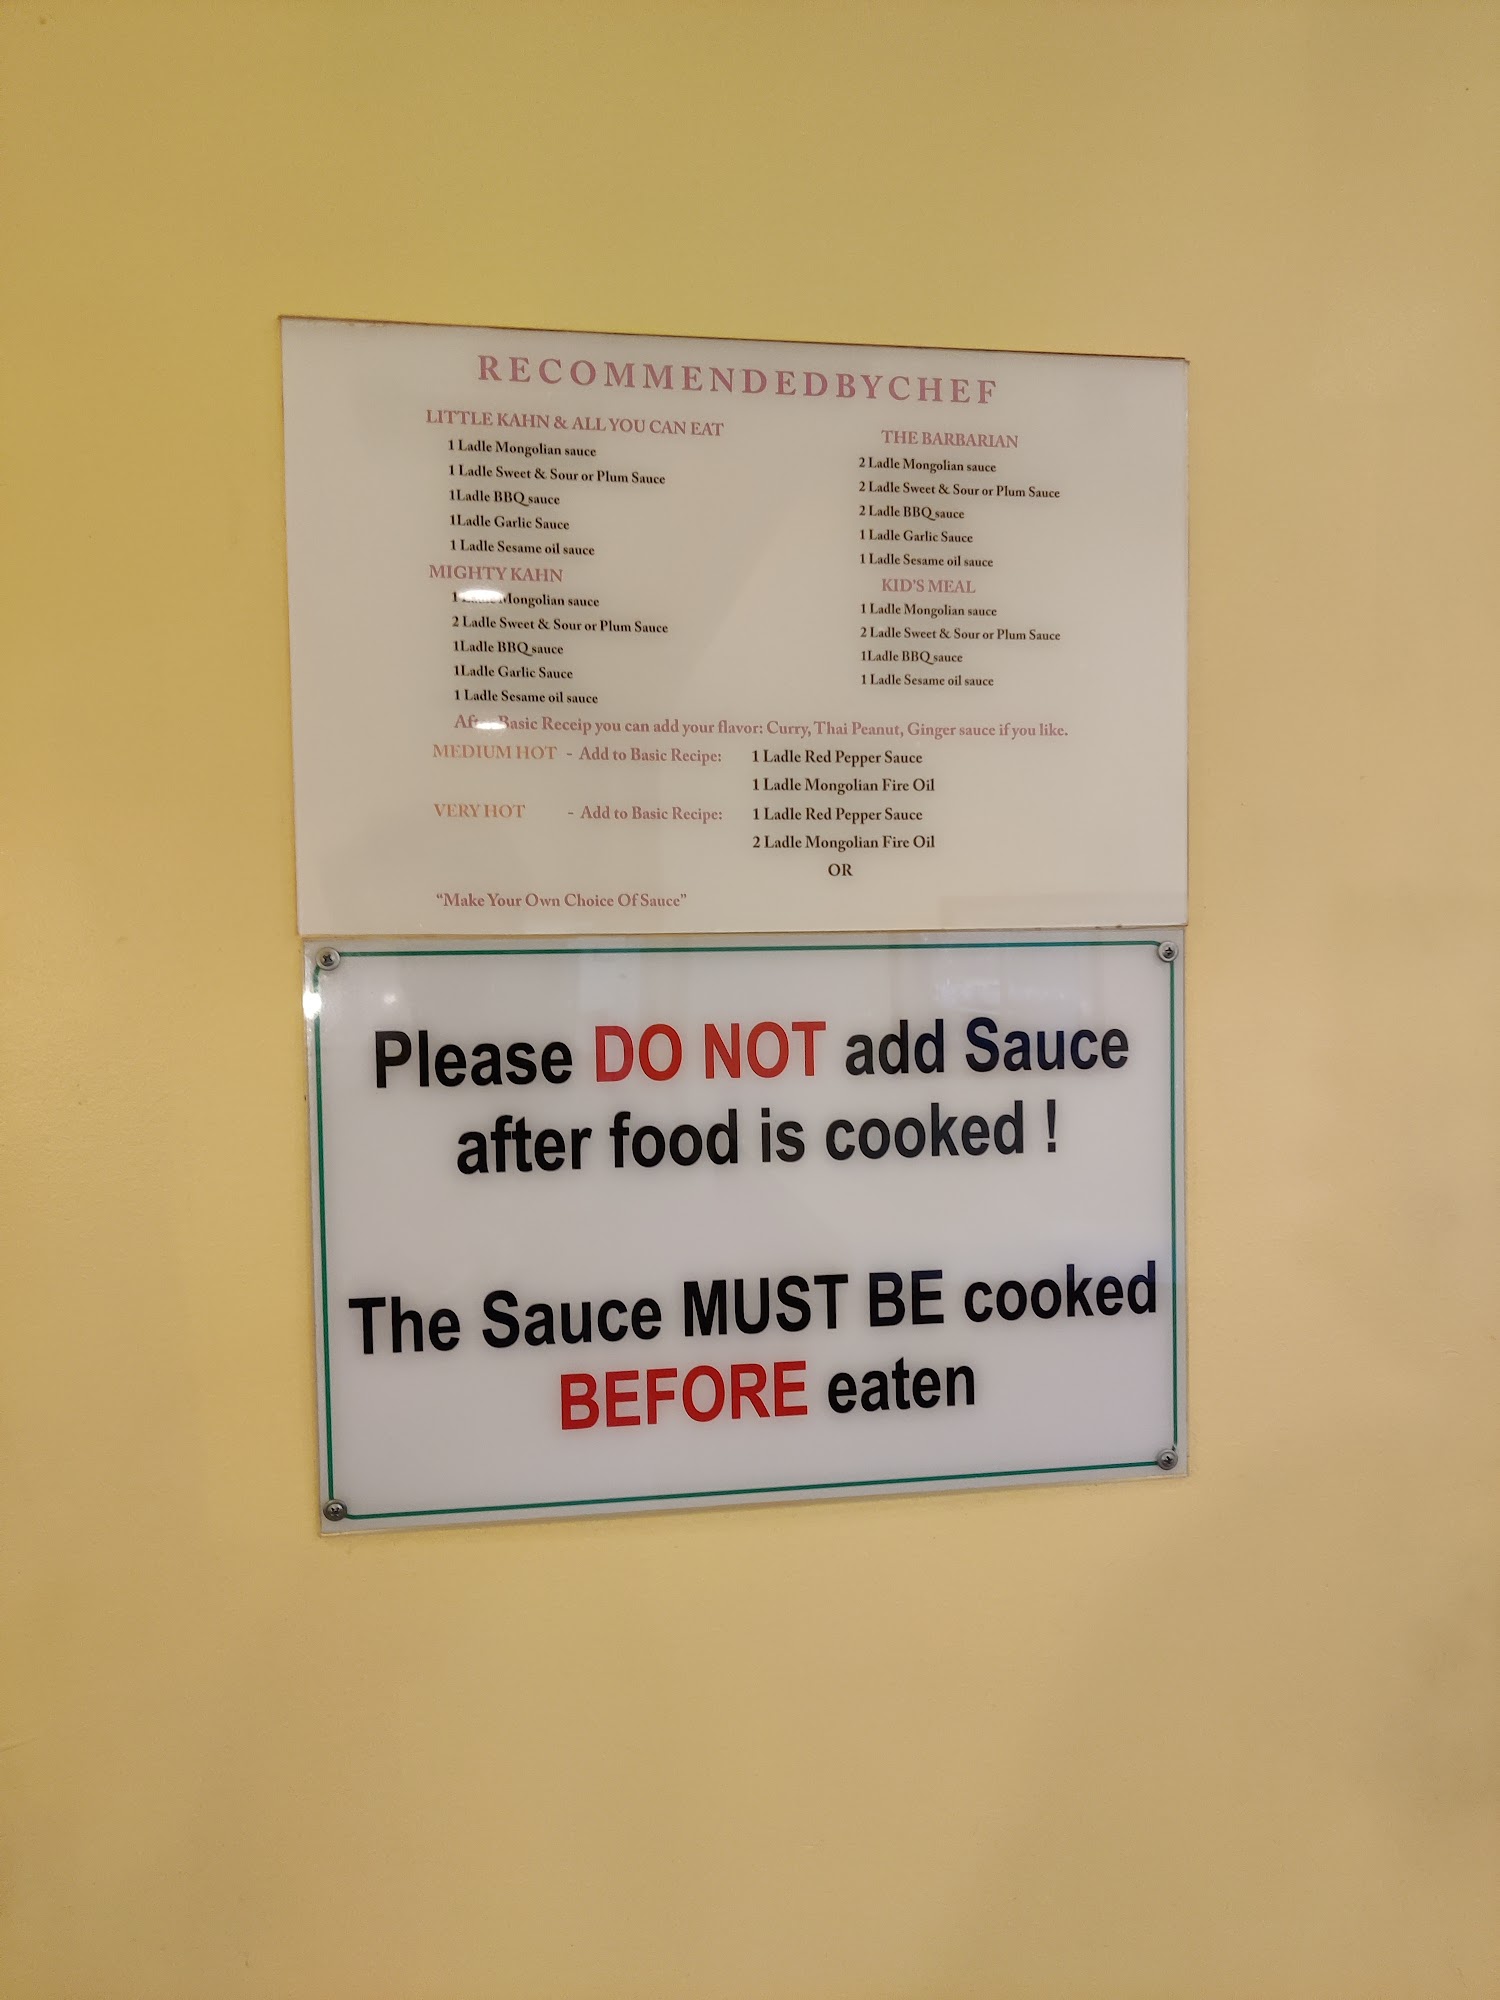 RECOMMENDEDBYCHEF
LITTLE KAHN & ALL YOU CAN EAT
1 Ladle Mongolian sauce
1 Ladle Sweet & Sour or Plum Sauce
1Ladle BBQ sauce
1Ladle Garlic Sauce
1 Ladle Sesame oil sauce
MIGHTY KAHN
1 Mongolian sauce
2 Ladle Sweet & Sour or Plum Sauce
1Ladle BBQ sauce
1Ladle Garlic Sauce
1 Ladle Sesame oil sauce
THE BARBARIAN
2 Ladle Mongolian sauce
2 Ladle Sweet & Sour or Plum Sauce
2 Ladle BBQ sauce
1 Ladle Garlic Sauce
1 Ladle Sesame oil sauce
KID'S MEAL
1 Ladle Mongolian sauce
2 Ladle Sweet & Sour or Plum Sauce
1Ladle BBQ sauce
1 Ladle Sesame oil sauce
After Basic Receip you can add your flavor: Curry, Thai Peanut, Ginger sauce if you like.
MEDIUM HOT - Add to Basic Recipe: 1 Ladle Red Pepper Sauce
1 Ladle Mongolian Fire Oil
VERY HOT - Add to Basic Recipe: 1 Ladle Red Pepper Sauce
2 Ladle Mongolian Fire Oil
OR
“Make Your Own Choice Of Sauce”
Please DO NOT add Sauce
after food is cooked !
The Sauce MUST BE cooked
BEFORE eaten